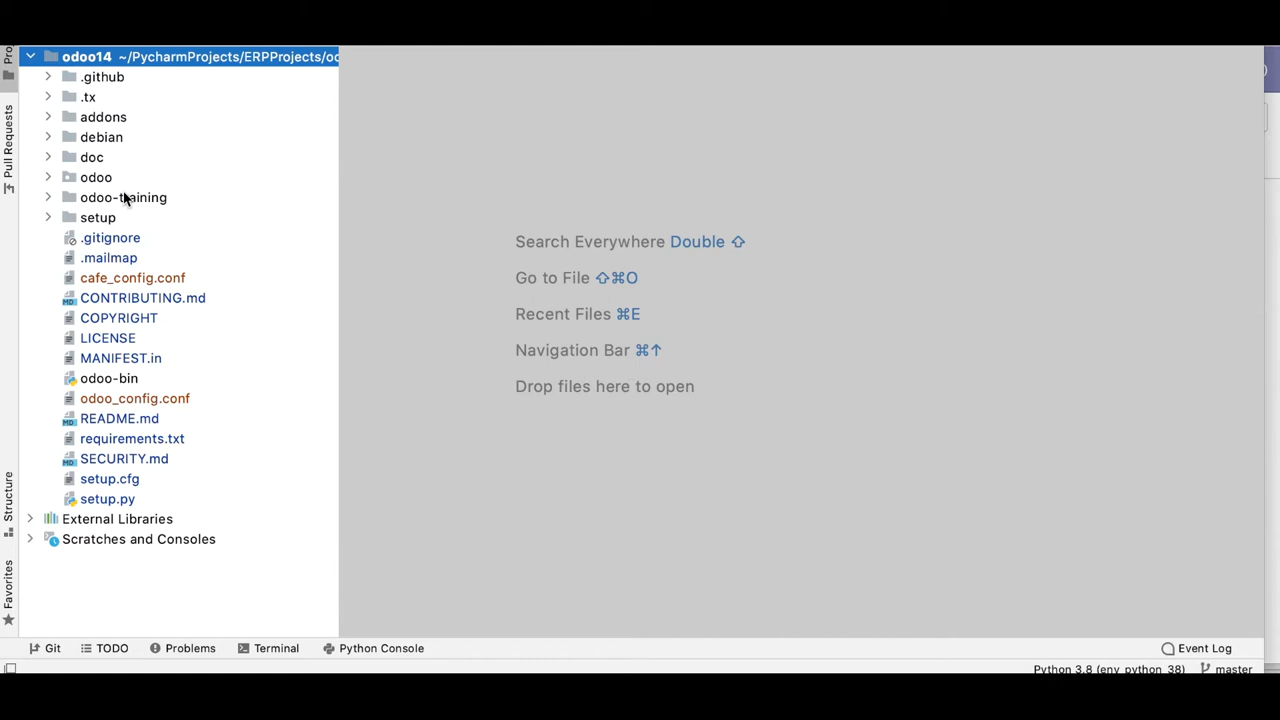 odoo14 ~/PycharmProjects/ERPProjects/
.github
.tx
addons
debian
doc
odoo
odoo-training
setup
.gitignore
.mailmap
cafe_config.conf
CONTRIBUTING.md
COPYRIGHT
LICENSE
MANIFEST.in
odoo-bin
odoo_config.conf
README.md
requirements.txt
SECURITY.md
setup.cfg
setup.py
External Libraries
Scratches and Consoles
Pull Requests
Structure
Favorites
Search Everywhere Double ⇧
Go to File ⇧⌘O
Recent Files ⌘E
Navigation Bar ⌘↑
Drop files here to open
Git TODO Problems Terminal Python Console Event Log
Python 3.8 (env_python_38) master